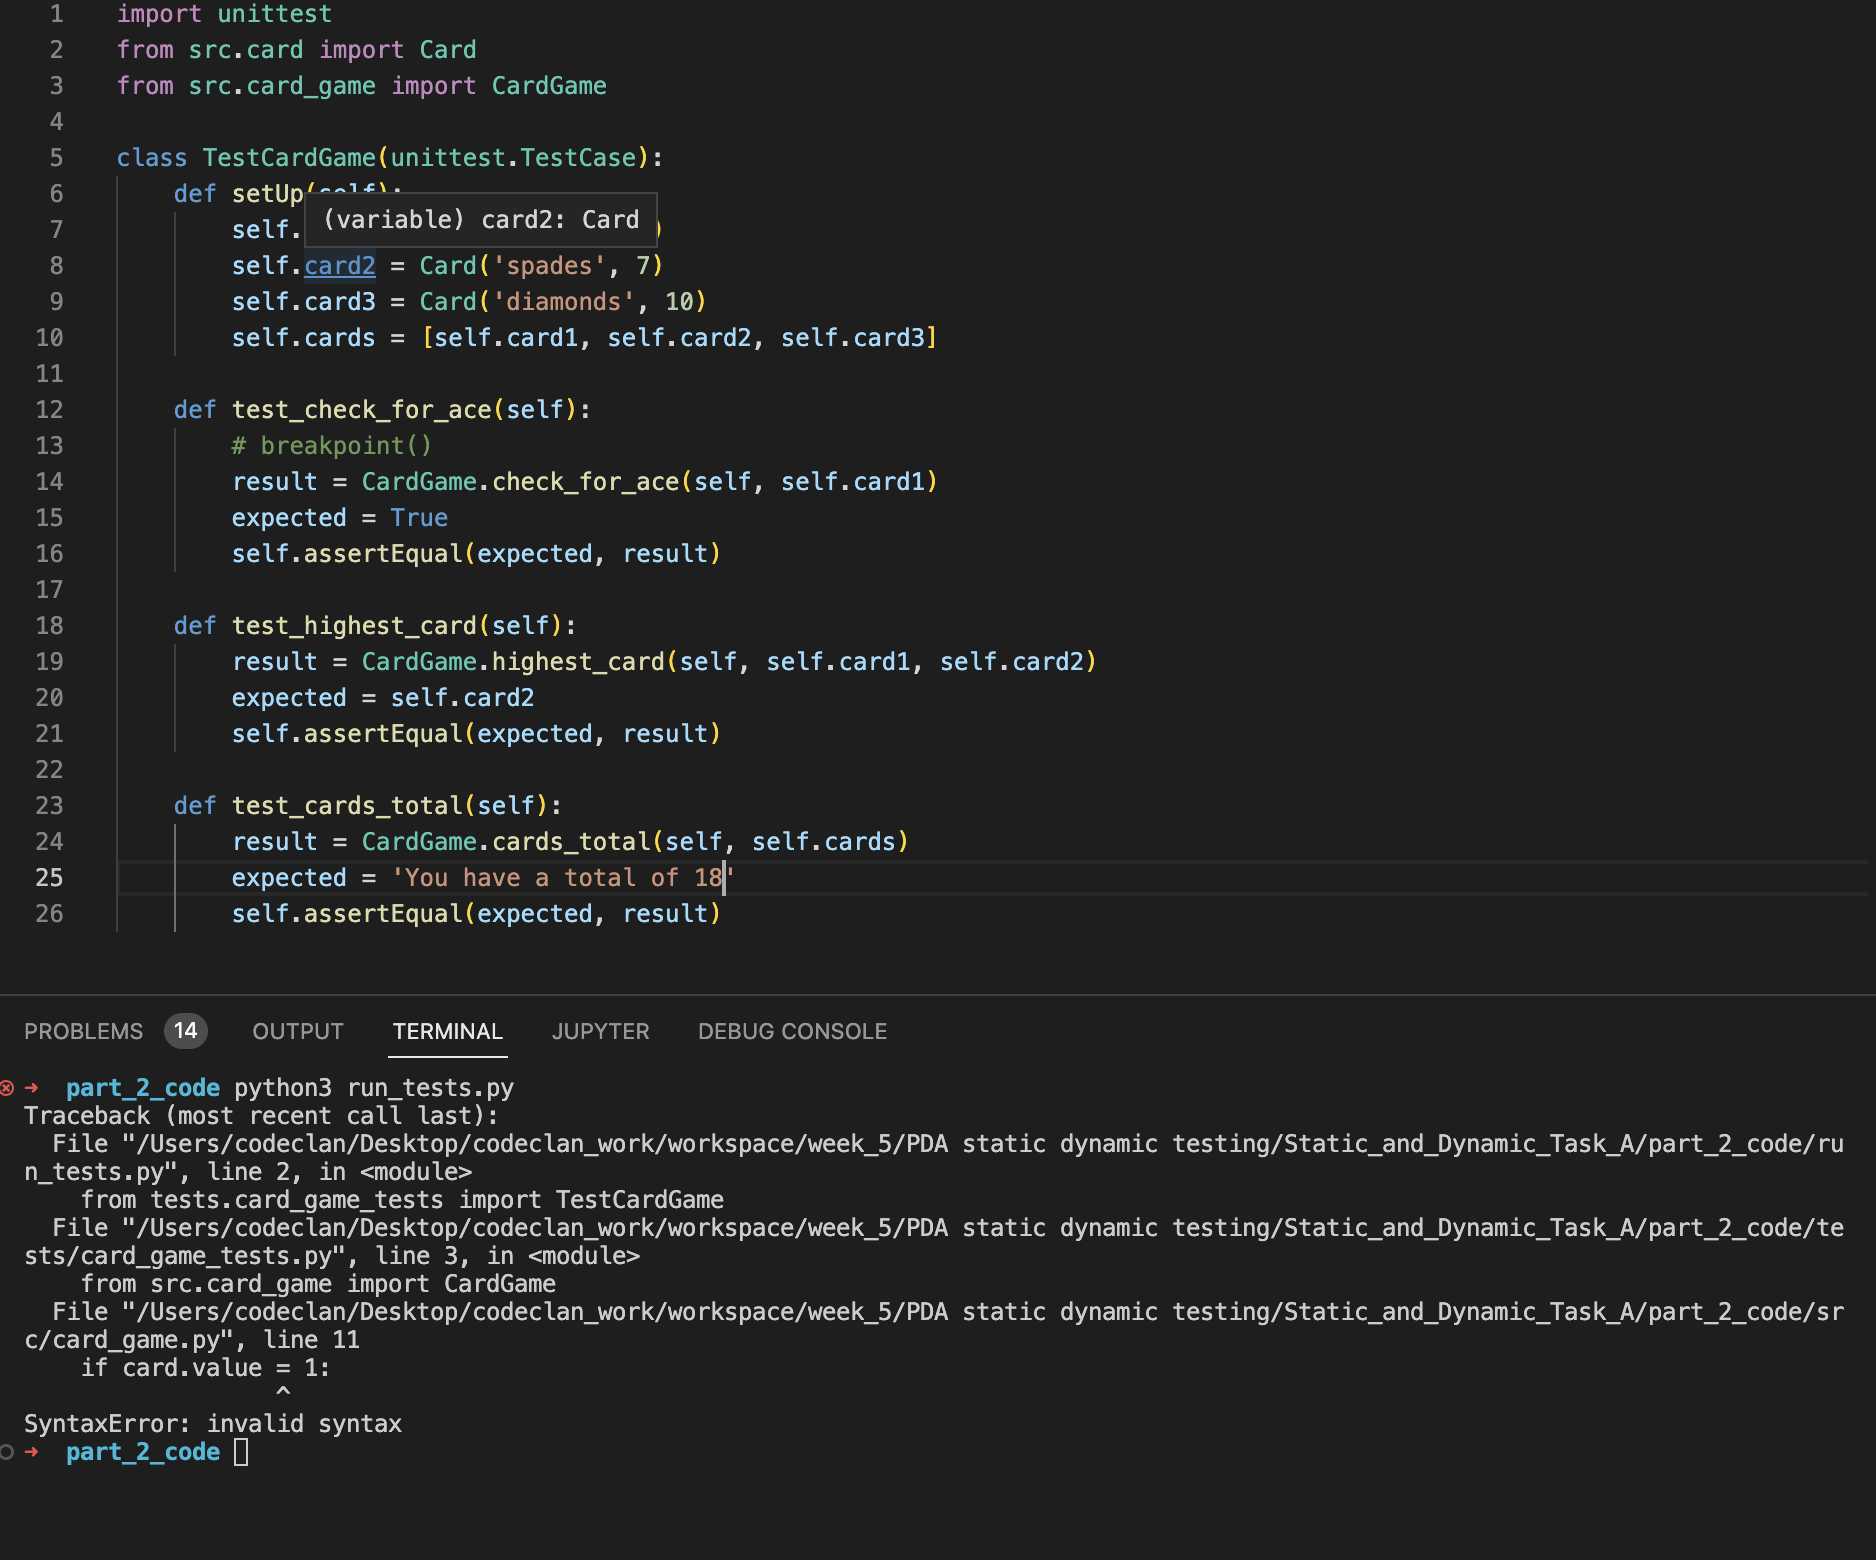 1 import unittest
2 from src.card import Card
3 from src.card_game import CardGame
4
5 class TestCardGame(unittest.TestCase):
6 def setUp(self):
(variable) card2: Card
7 self. )
8 self.card2 = Card('spades', 7)
9 self.card3 = Card('diamonds', 10)
10 self.cards = [self.card1, self.card2, self.card3]
11
12 def test_check_for_ace(self):
13 # breakpoint()
14 result = CardGame.check_for_ace(self, self.card1)
15 expected = True
16 self.assertEqual(expected, result)
17
18 def test_highest_card(self):
19 result = CardGame.highest_card(self, self.card1, self.card2)
20 expected = self.card2
21 self.assertEqual(expected, result)
22
23 def test_cards_total(self):
24 result = CardGame.cards_total(self, self.cards)
25 expected = 'You have a total of 18'
26 self.assertEqual(expected, result)
PROBLEMS 14 OUTPUT TERMINAL JUPYTER DEBUG CONSOLE
➜ part_2_code python3 run_tests.py
Traceback (most recent call last):
File "/Users/codeclan/Desktop/codeclan_work/workspace/week_5/PDA static dynamic testing/Static_and_Dynamic_Task_A/part_2_code/ru
n_tests.py", line 2, in <module>
from tests.card_game_tests import TestCardGame
File "/Users/codeclan/Desktop/codeclan_work/workspace/week_5/PDA static dynamic testing/Static_and_Dynamic_Task_A/part_2_code/te
sts/card_game_tests.py", line 3, in <module>
from src.card_game import CardGame
File "/Users/codeclan/Desktop/codeclan_work/workspace/week_5/PDA static dynamic testing/Static_and_Dynamic_Task_A/part_2_code/sr
c/card_game.py", line 11
if card.value = 1:
^
SyntaxError: invalid syntax
➜ part_2_code